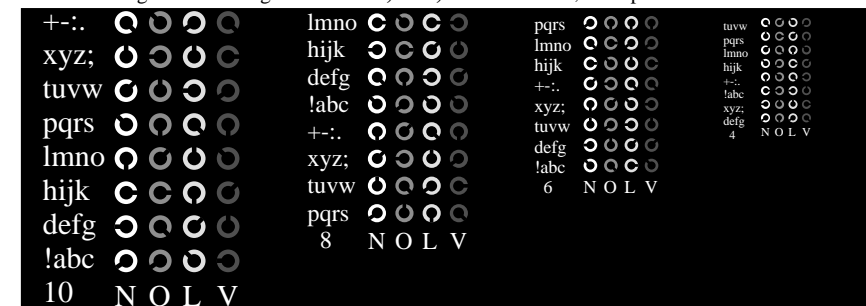 +-:.
xyz;
tuvw
pqrs
lmno
hijk
defg
!abc
10 N O L V
lmno
hijk
defg
!abc
+-:.
xyz;
tuvw
pqrs
8 N O L V
pqrs
lmno
hijk
+-:.
xyz;
tuvw
defg
!abc
6 N O L V
tuvw
pqrs
lmno
hijk
+-:.
!abc
xyz;
defg
4 N O L V